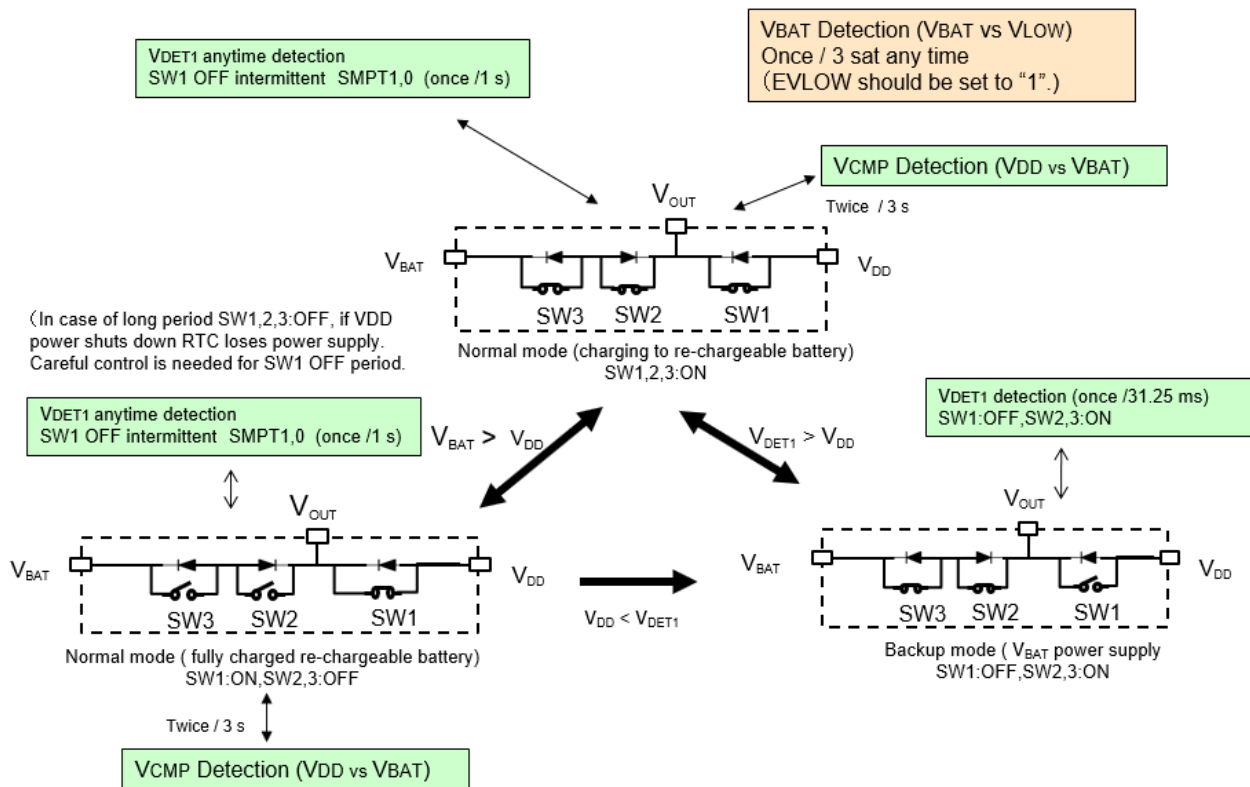 VDET1 anytime detection
SW1 OFF intermittent SMPT1,0 (once /1 s)
VBAT Detection (VBAT vs VLOW)
Once / 3 sat any time
（EVLOW should be set to “1”.)
VCMP Detection (VDD vs VBAT)
Twice / 3 s
VOUT
VBAT
VDD
SW3
SW2
SW1
Normal mode (charging to re-chargeable battery)
SW1,2,3:ON
（In case of long period SW1,2,3:OFF, if VDD
power shuts down RTC loses power supply.
Careful control is needed for SW1 OFF period.
VDET1 anytime detection
SW1 OFF intermittent SMPT1,0 (once /1 s)
VBAT > VDD
VDET1 > VDD
VDET1 detection (once /31.25 ms)
SW1:OFF,SW2,3:ON
VOUT
VBAT
VDD
SW3
SW2
SW1
Normal mode ( fully charged re-chargeable battery)
SW1:ON,SW2,3:OFF
VDD < VDET1
VOUT
VBAT
VDD
SW3
SW2
SW1
Backup mode ( VBAT power supply
SW1:OFF,SW2,3:ON
Twice / 3 s
VCMP Detection (VDD vs VBAT)